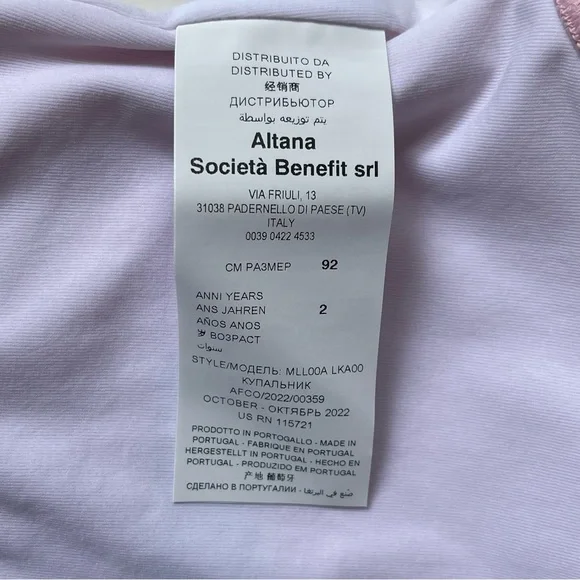 DISTRIBUITO DA
DISTRIBUTED BY
经销商
ДИСТРИБЬЮТОР
يتم توزيعه بواسطة
Altana
Società Benefit srl
VIA FRIULI, 13
31038 PADERNELLO DI PAESE (TV)
ITALY
0039 0422 4533
CM РАЗМЕР 92
ANNI YEARS
ANS JAHREN 2
AÑOS ANOS
岁 ВОЗРАСТ
سنوات
STYLE/МОДЕЛЬ: MLL00A LKA00
КУПАЛЬНИК
AFCO/2022/00359
OCTOBER - ОКТЯБРЬ 2022
US RN 115721
PRODOTTO IN PORTOGALLO - MADE IN
PORTUGAL - FABRIQUE EN PORTUGAL
HERGESTELLT IN PORTUGAL - HECHO EN
PORTUGAL - PRODUZIDO EM PORTUGAL
产地 葡萄牙
СДЕЛАНО В ПОРТУГАЛИИ - صنع في البرتغال